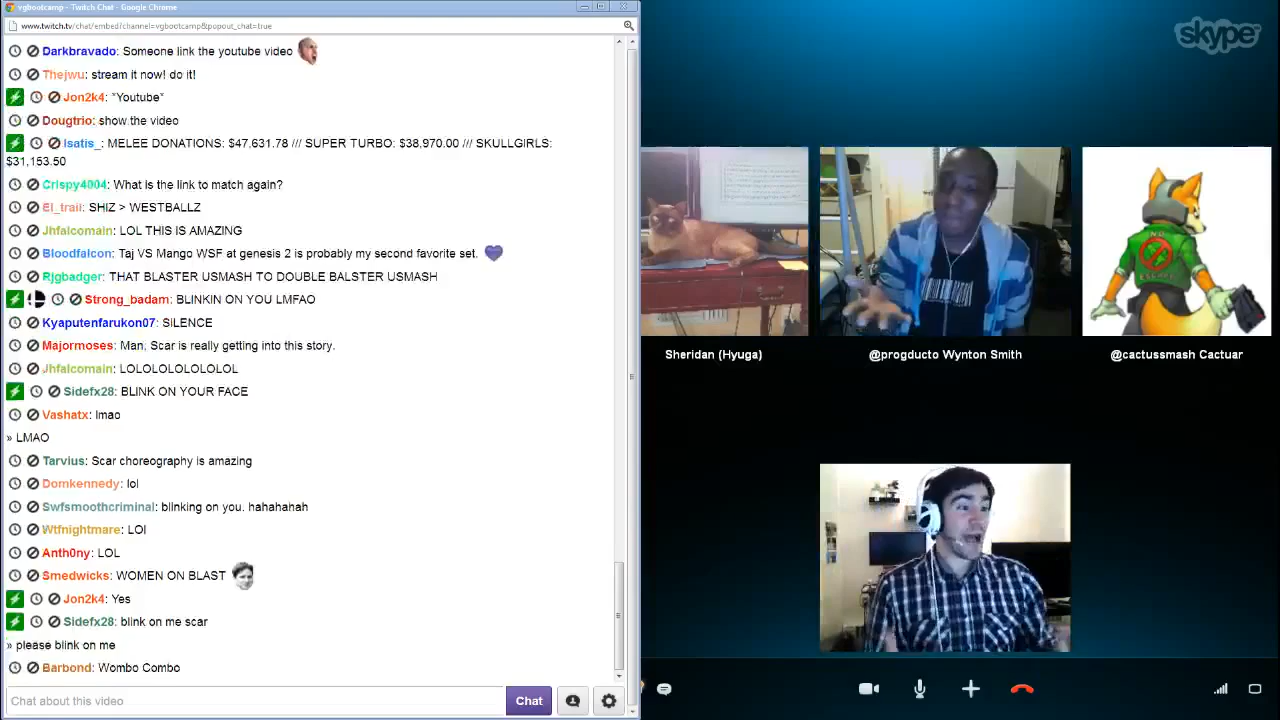 vgbootcamp - Twitch Chat - Google Chrome
www.twitch.tv/chat/embed?channel=vgbootcamp&popout_chat=true
Darkbravado: Someone link the youtube video
Thejwu: stream it now! do it!
Jon2k4: *Youtube*
Dougtrio: show the video
Isatis_: MELEE DONATIONS: $47,631.78 /// SUPER TURBO: $38,970.00 /// SKULLGIRLS:
$31,153.50
Crispy4004: What is the link to match again?
El_trail: SHIZ > WESTBALLZ
Jhfalcomain: LOL THIS IS AMAZING
Bloodfalcon: Taj VS Mango WSF at genesis 2 is probably my second favorite set.
Rjgbadger: THAT BLASTER USMASH TO DOUBLE BALSTER USMASH
Strong_badam: BLINKIN ON YOU LMFAO
Kyaputenfarukon07: SILENCE
Majormoses: Man, Scar is really getting into this story.
Jhfalcomain: LOLOLOLOLOLOLOL
Sidefx28: BLINK ON YOUR FACE
Vashatx: lmao
» LMAO
Tarvius: Scar choreography is amazing
Domkennedy: lol
Swfsmoothcriminal: blinking on you. hahahahah
Wtfnightmare: LOl
Anth0ny: LOL
Smedwicks: WOMEN ON BLAST
Jon2k4: Yes
Sidefx28: blink on me scar
» please blink on me
Barbond: Wombo Combo
Chat about this video
Chat
skype
NO
Sheridan (Hyuga)
@progducto Wynton Smith
@cactussmash Cactuar